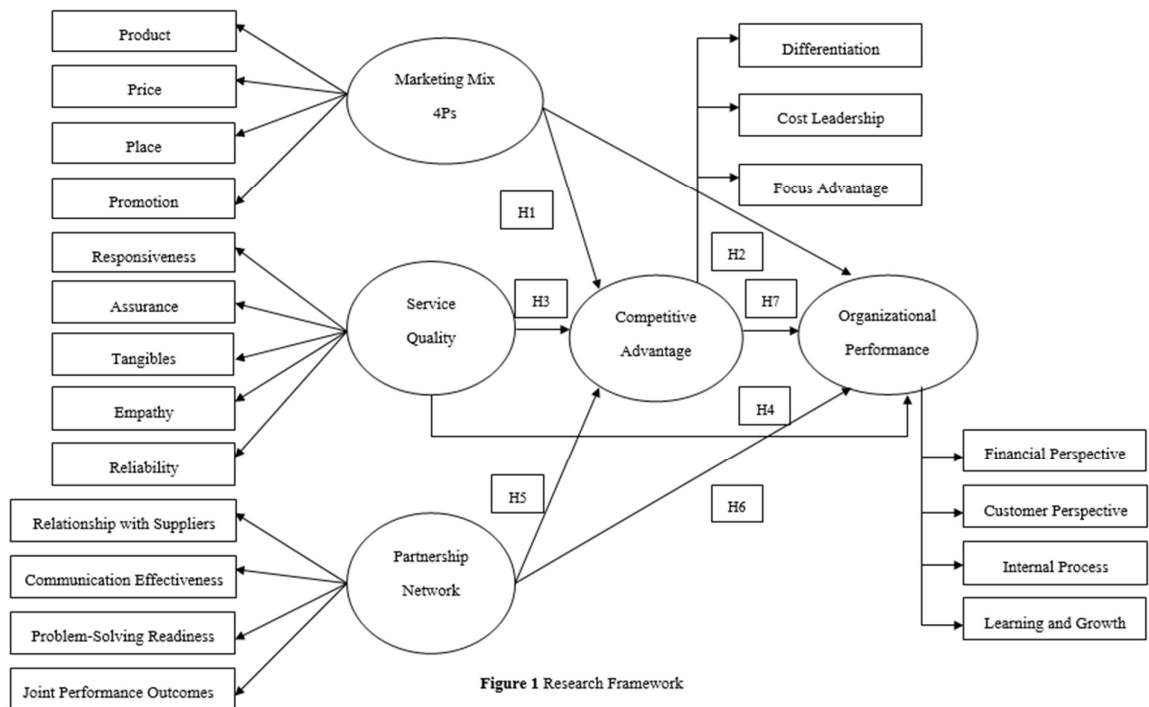 Product
Price
Place
Promotion
Responsiveness
Assurance
Tangibles
Empathy
Reliability
Relationship with Suppliers
Communication Effectiveness
Problem-Solving Readiness
Joint Performance Outcomes
Marketing Mix
4Ps
Service
Quality
Partnership
Network
H1
H3
H5
Competitive
Advantage
Differentiation
Cost Leadership
Focus Advantage
H2
H7
H4
H6
Organizational
Performance
Financial Perspective
Customer Perspective
Internal Process
Learning and Growth
Figure 1 Research Framework